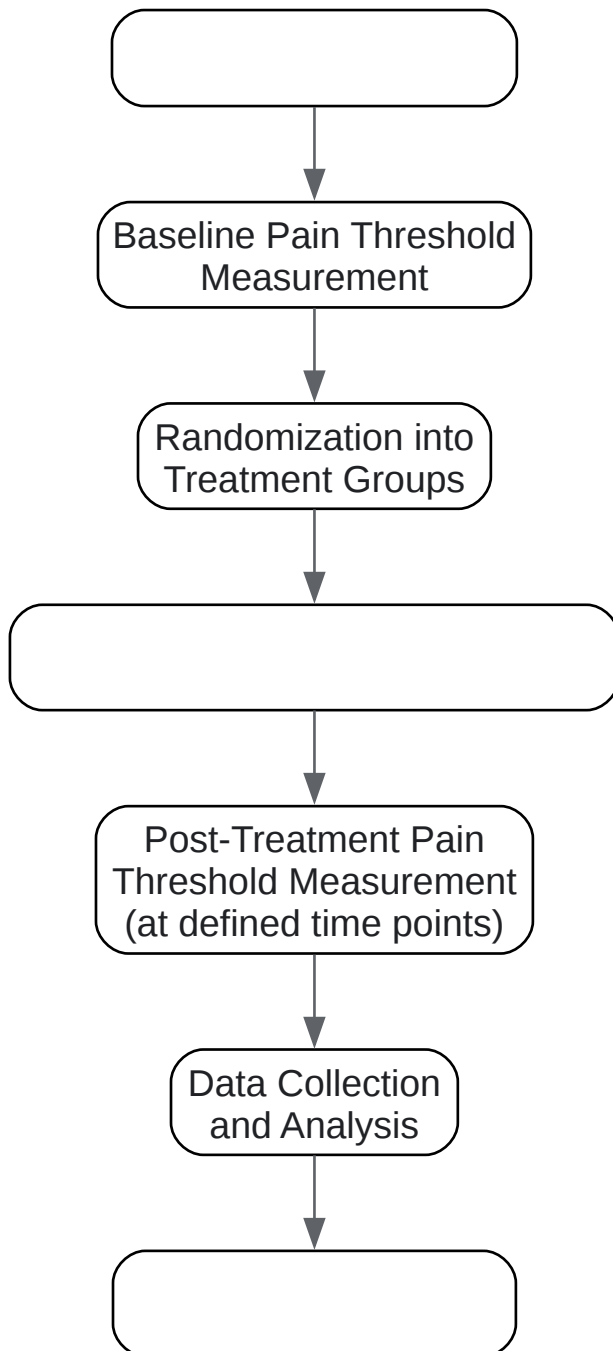 Baseline Pain Threshold
Measurement
Randomization into
Treatment Groups
Post-Treatment Pain
Threshold Measurement
(at defined time points)
Data Collection
and Analysis